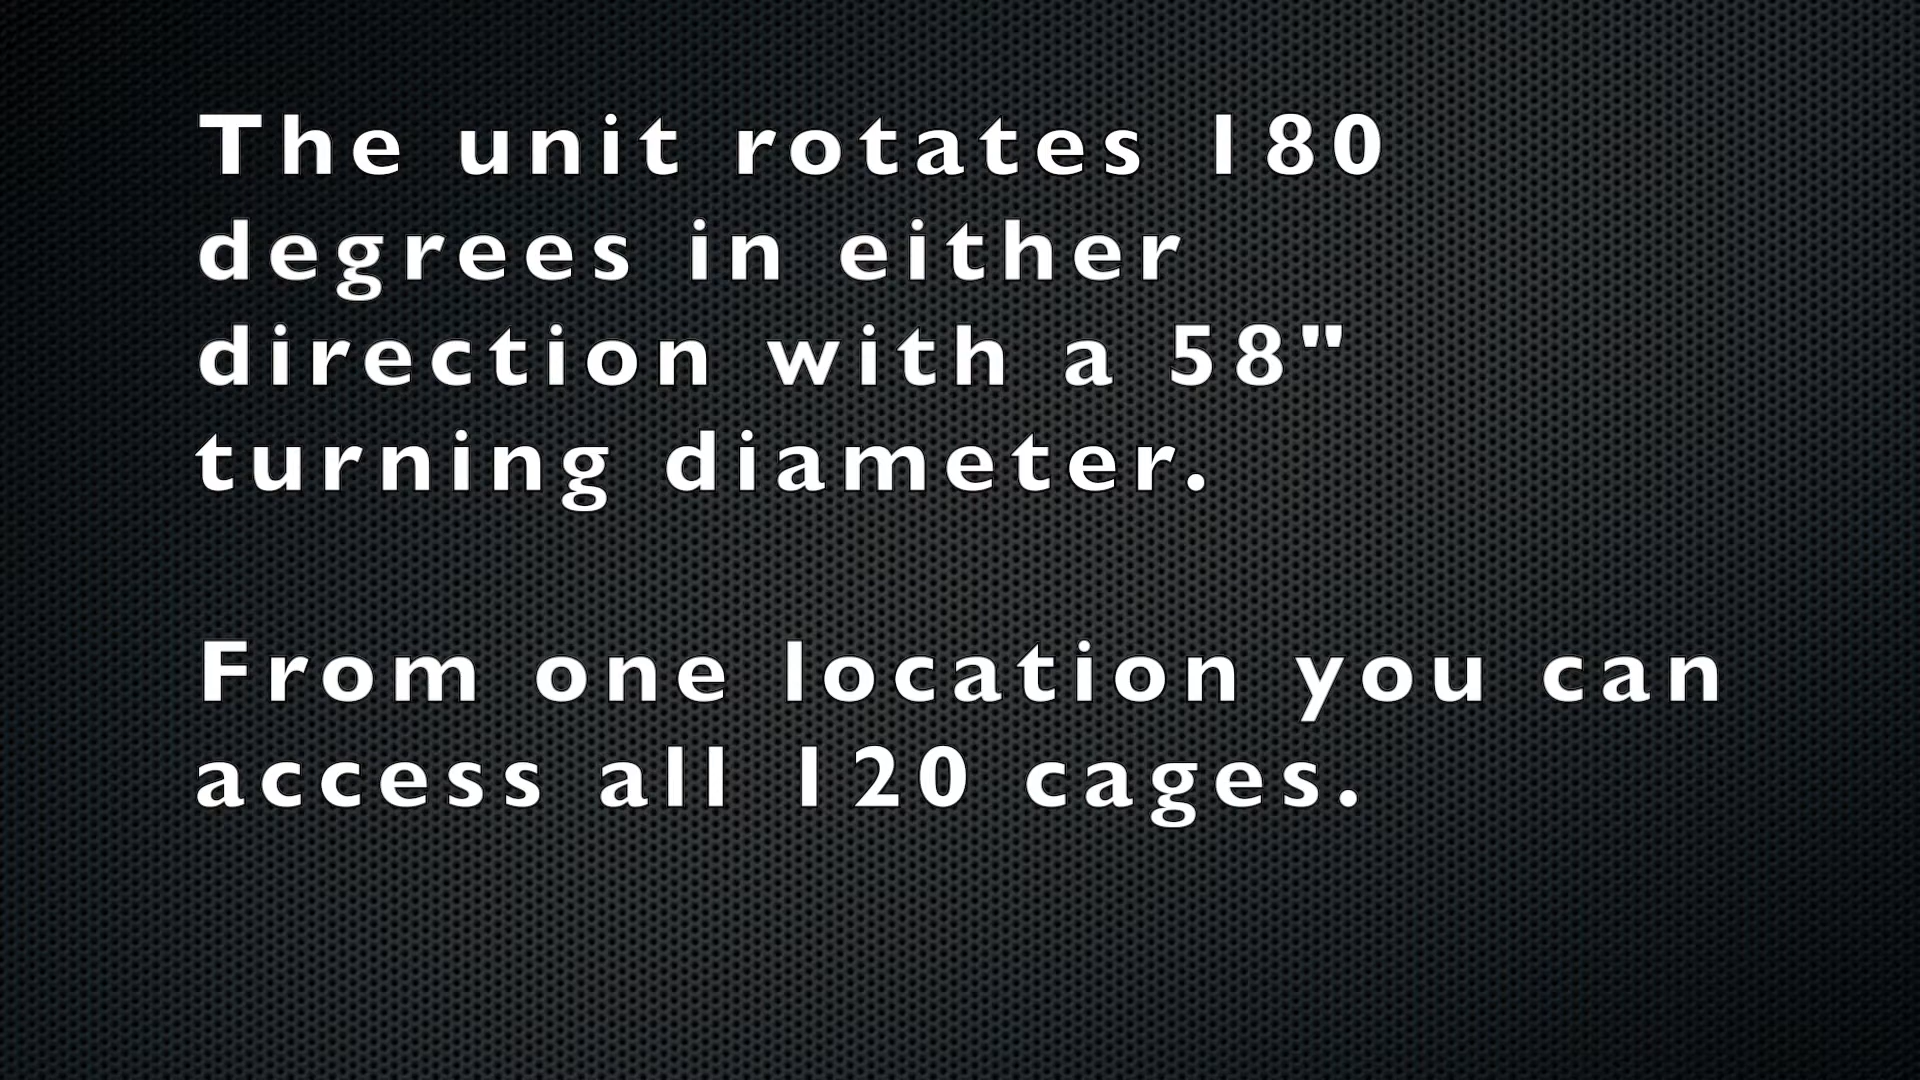 The unit rotates 180
degrees in either
direction with a 58"
turning diameter.
From one location you can
access all 120 cages.